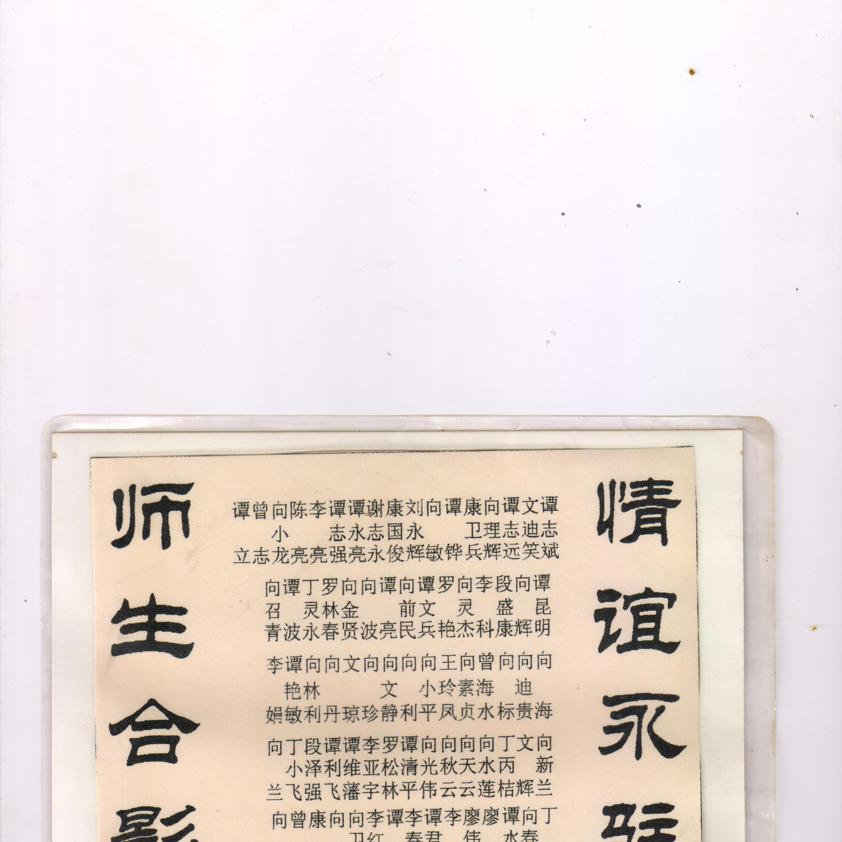 师生合影
谭曾向陈李谭谭谢康刘向谭康向谭文谭
小 志永志国永 卫理志迪志
立志龙亮亮强亮永俊辉敏铧兵辉远笑斌
向谭丁罗向向谭向谭罗向李段向谭
召 灵林金 前文 灵 盛 昆
青波永春贤波亮民兵艳杰科康辉明
李谭向向文向向向向王向曾向向向
艳林 文 小玲素海 迪
娟敏利丹琼珍静利平凤贞水标贵海
向丁段谭谭李罗谭向向向向丁文向
小泽利维亚松清光秋天水 丙 新
兰飞强飞藩宇林平伟云云莲桔辉兰
向曾康向向李谭李谭李廖廖谭向丁
卫红 春君 伟 水春
情谊永驻